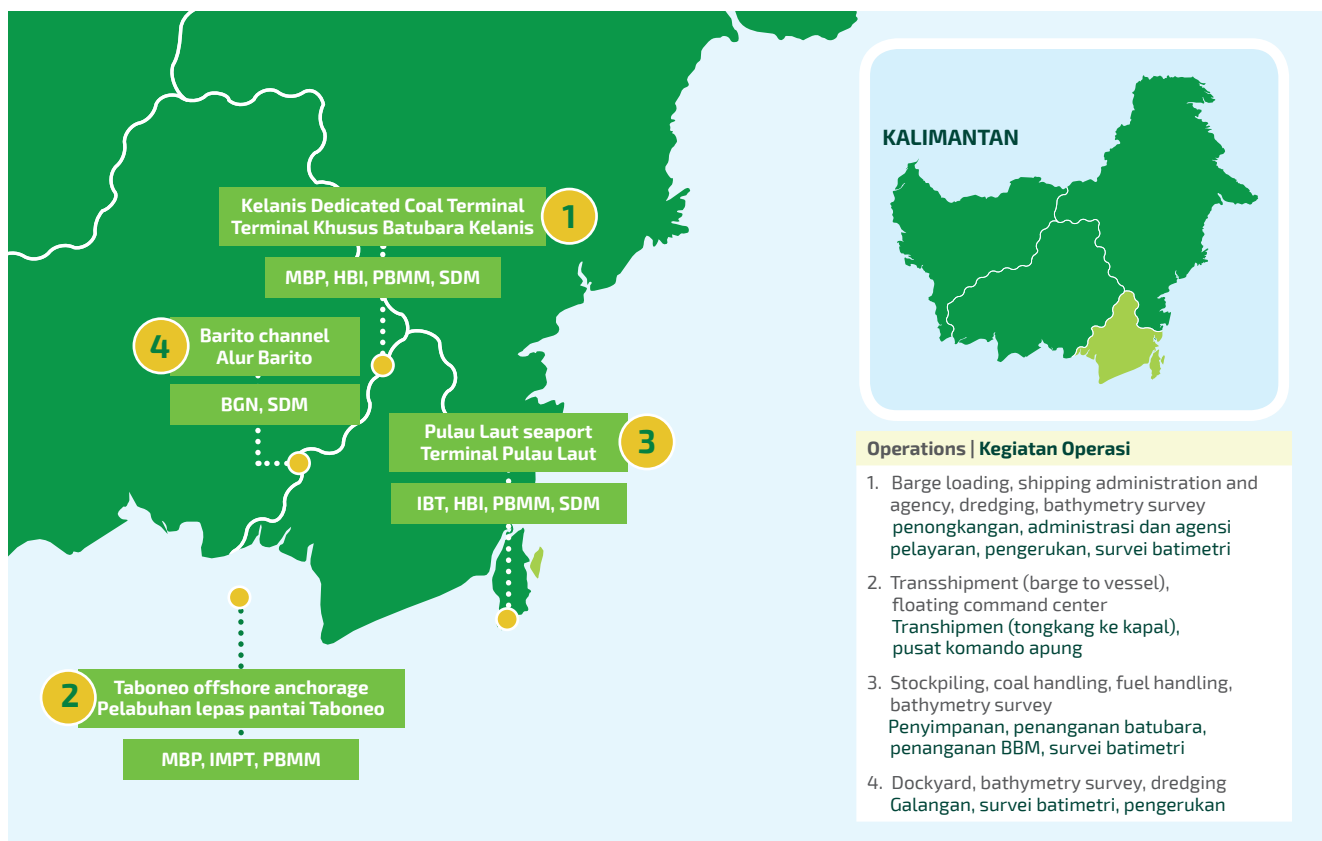 Kelanis Dedicated Coal Terminal
Terminal Khusus Batubara Kelanis
1
MBP, HBI, PBMM, SDM
4
Barito channel
Alur Barito
BGN, SDM
Pulau Laut seaport
Terminal Pulau Laut
3
IBT, HBI, PBMM, SDM
2
Taboneo offshore anchorage
Pelabuhan lepas pantai Taboneo
MBP, IMPT, PBMM
KALIMANTAN
Operations | Kegiatan Operasi
1. Barge loading, shipping administration and
agency, dredging, bathymetry survey
penongkangan, administrasi dan agensi
pelayaran, pengerukan, survei batimetri
2. Transshipment (barge to vessel),
floating command center
Transhipmen (tongkang ke kapal),
pusat komando apung
3. Stockpiling, coal handling, fuel handling,
bathymetry survey
Penyimpanan, penanganan batubara,
penanganan BBM, survei batimetri
4. Dockyard, bathymetry survey, dredging
Galangan, survei batimetri, pengerukan